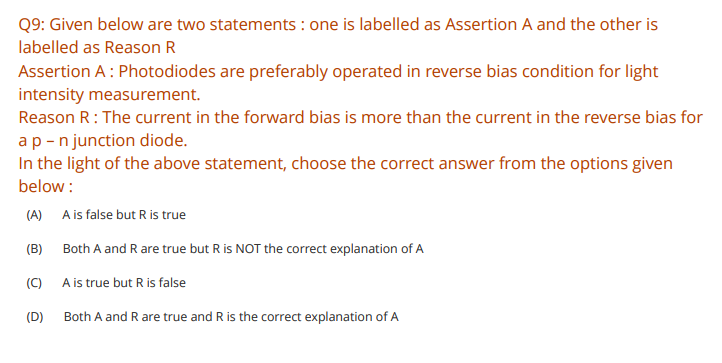 Q9: Given below are two statements : one is labelled as Assertion A and the other is
labelled as Reason R
Assertion A : Photodiodes are preferably operated in reverse bias condition for light
intensity measurement.
Reason R : The current in the forward bias is more than the current in the reverse bias for
a p – n junction diode.
In the light of the above statement, choose the correct answer from the options given
below :
(A) A is false but R is true
(B) Both A and R are true but R is NOT the correct explanation of A
(C) A is true but R is false
(D) Both A and R are true and R is the correct explanation of A